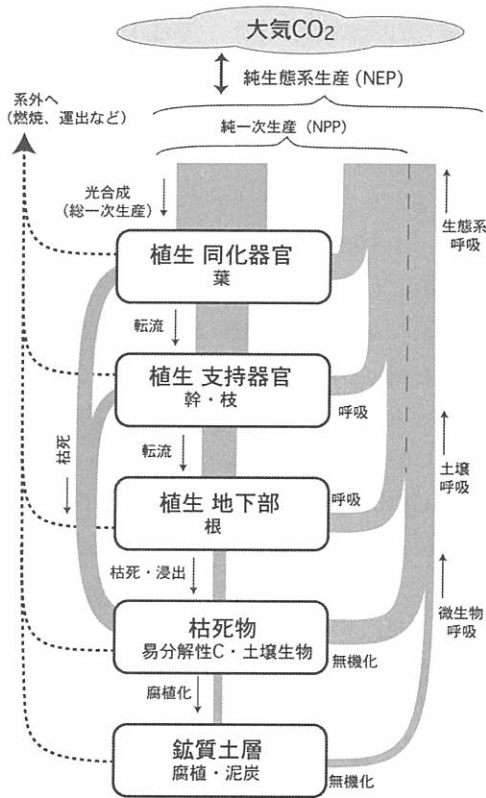 大気CO2
純生態系生産 (NEP)
系外へ
(燃焼、運出など)
純一次生産 (NPP)
光合成
(総一次生産)
生態系
呼吸
植生 同化器官
葉
転流
植生 支持器官
幹・枝
呼吸
枯死
転流
土壌
呼吸
植生 地下部
根
呼吸
枯死・浸出
微生物
呼吸
枯死物
易分解性C・土壌生物
無機化
腐植化
鉱質土層
腐植・泥炭
無機化